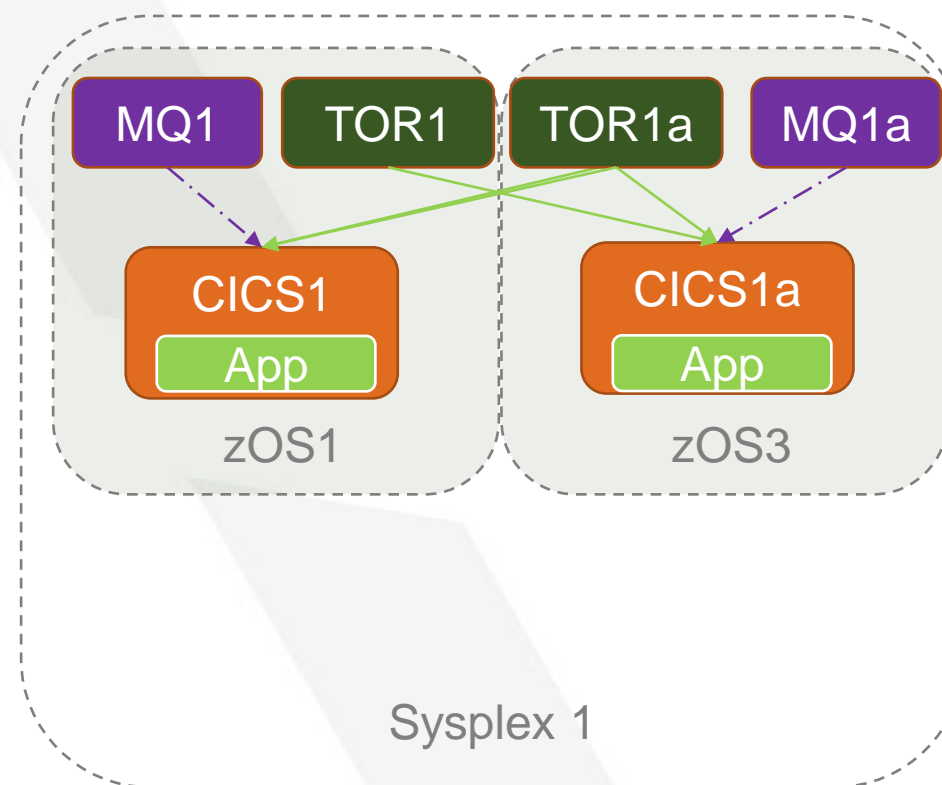 MQ1
TOR1
TOR1a
MQ1a
CICS1
App
CICS1a
App
zOS1
zOS3
Sysplex 1